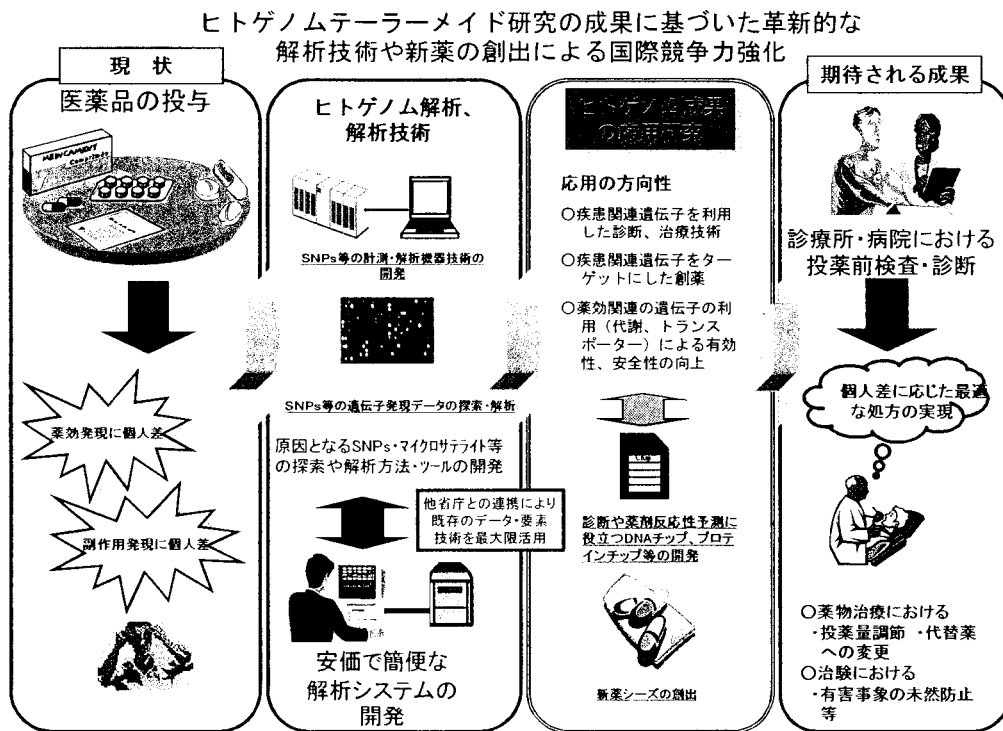 ヒトゲノムテーラーメイド研究の成果に基づいた革新的な
解析技術や新薬の創出による国際競争力強化
現 状
医薬品の投与
MEDICAMENT
薬効発現に個人差
副作用発現に個人差
ヒトゲノム解析、
解析技術
SNPs等の計測・解析機器技術の
開発
SNPs等の遺伝子発現データの探索・解析
原因となるSNPs・マイクロサテライト等
の探索や解析方法・ツールの開発
他省庁との連携により
既存のデータ・要素
技術を最大限活用
安価で簡便な
解析システムの
開発
応用の方向性
○疾患関連遺伝子を利用
した診断、治療技術
○疾患関連遺伝子をター
ゲットにした創薬
○薬効関連の遺伝子の利
用（代謝、トランス
ポーター）による有効
性、安全性の向上
Chip
診断や薬剤反応性予測に
役立つDNAチップ、プロテ
インチップ等の開発
新薬シーズの創出
期待される成果
診療所・病院における
投薬前検査・診断
個人差に応じた最適
な処方の実現
○薬物治療における
・投薬量調節 ・代替薬
への変更
○治験における
・有害事象の未然防止
等